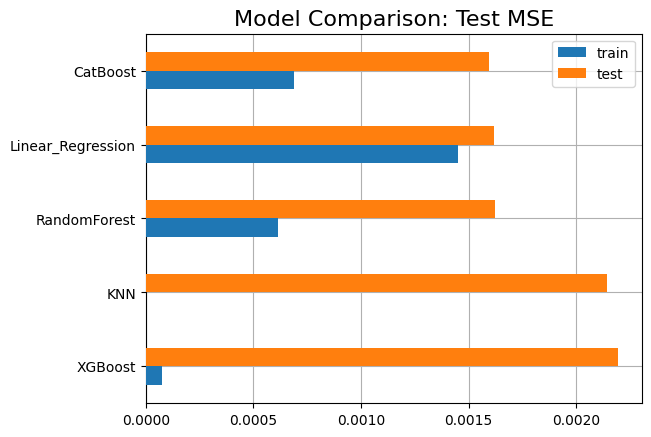 Model Comparison: Test MSE
train
test
CatBoost
Linear_Regression
RandomForest
KNN
XGBoost
0.0000
0.0005
0.0010
0.0015
0.0020